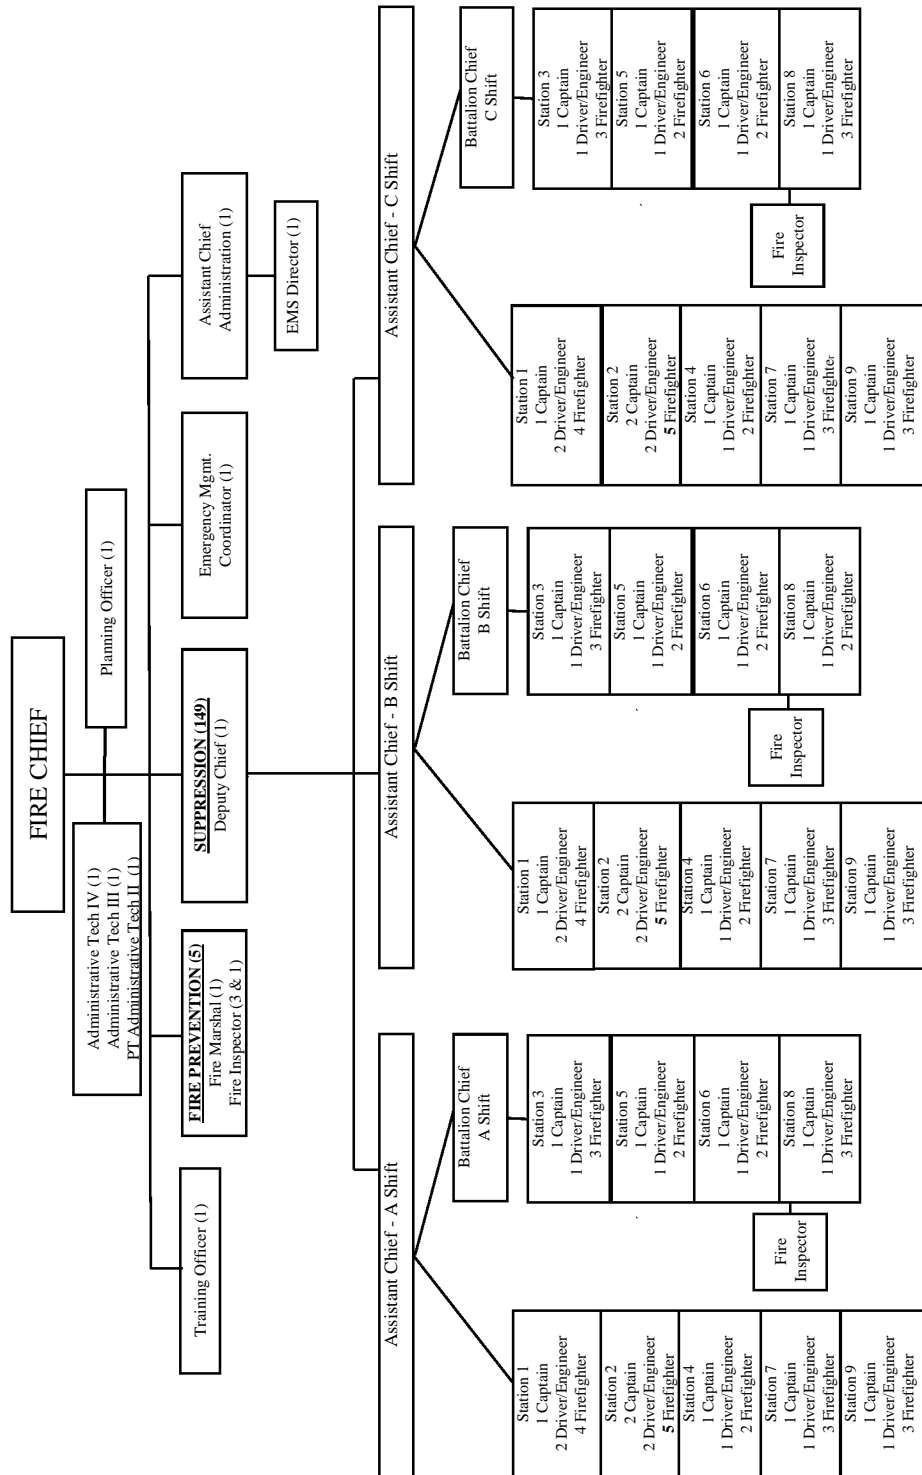 FIRE CHIEF
Administrative Tech IV (1)
Administrative Tech III (1)
PT Administrative Tech II (1)
Planning Officer (1)
Training Officer (1)
FIRE PREVENTION (5)
Fire Marshal (1)
Fire Inspector (3 & 1)
SUPPRESSION (149)
Deputy Chief (1)
Emergency Mgmt.
Coordinator (1)
Assistant Chief
Administration (1)
EMS Director (1)
Assistant Chief - A Shift
Assistant Chief - B Shift
Assistant Chief - C Shift
Station 1
1 Captain
2 Driver/Engineer
4 Firefighter
Station 2
2 Captain
2 Driver/Engineer
5 Firefighter
Station 4
1 Captain
1 Driver/Engineer
2 Firefighter
Station 7
1 Captain
1 Driver/Engineer
3 Firefighter
Station 9
1 Captain
1 Driver/Engineer
3 Firefighter
Battalion Chief
A Shift
Station 3
1 Captain
1 Driver/Engineer
3 Firefighter
Station 5
1 Captain
1 Driver/Engineer
2 Firefighter
Station 6
1 Captain
1 Driver/Engineer
2 Firefighter
Station 8
1 Captain
1 Driver/Engineer
3 Firefighter
Fire
Inspector
Station 1
1 Captain
2 Driver/Engineer
4 Firefighter
Station 2
2 Captain
2 Driver/Engineer
5 Firefighter
Station 4
1 Captain
1 Driver/Engineer
2 Firefighter
Station 7
1 Captain
1 Driver/Engineer
3 Firefighter
Station 9
1 Captain
1 Driver/Engineer
3 Firefighter
Battalion Chief
B Shift
Station 3
1 Captain
1 Driver/Engineer
3 Firefighter
Station 5
1 Captain
1 Driver/Engineer
2 Firefighter
Station 6
1 Captain
1 Driver/Engineer
2 Firefighter
Station 8
1 Captain
1 Driver/Engineer
2 Firefighter
Fire
Inspector
Station 1
1 Captain
2 Driver/Engineer
4 Firefighter
Station 2
2 Captain
2 Driver/Engineer
5 Firefighter
Station 4
1 Captain
1 Driver/Engineer
2 Firefighter
Station 7
1 Captain
1 Driver/Engineer
3 Firefighter
Station 9
1 Captain
1 Driver/Engineer
3 Firefighter
Battalion Chief
C Shift
Station 3
1 Captain
1 Driver/Engineer
3 Firefighter
Station 5
1 Captain
1 Driver/Engineer
2 Firefighter
Station 6
1 Captain
1 Driver/Engineer
2 Firefighter
Station 8
1 Captain
1 Driver/Engineer
3 Firefighter
Fire
Inspector